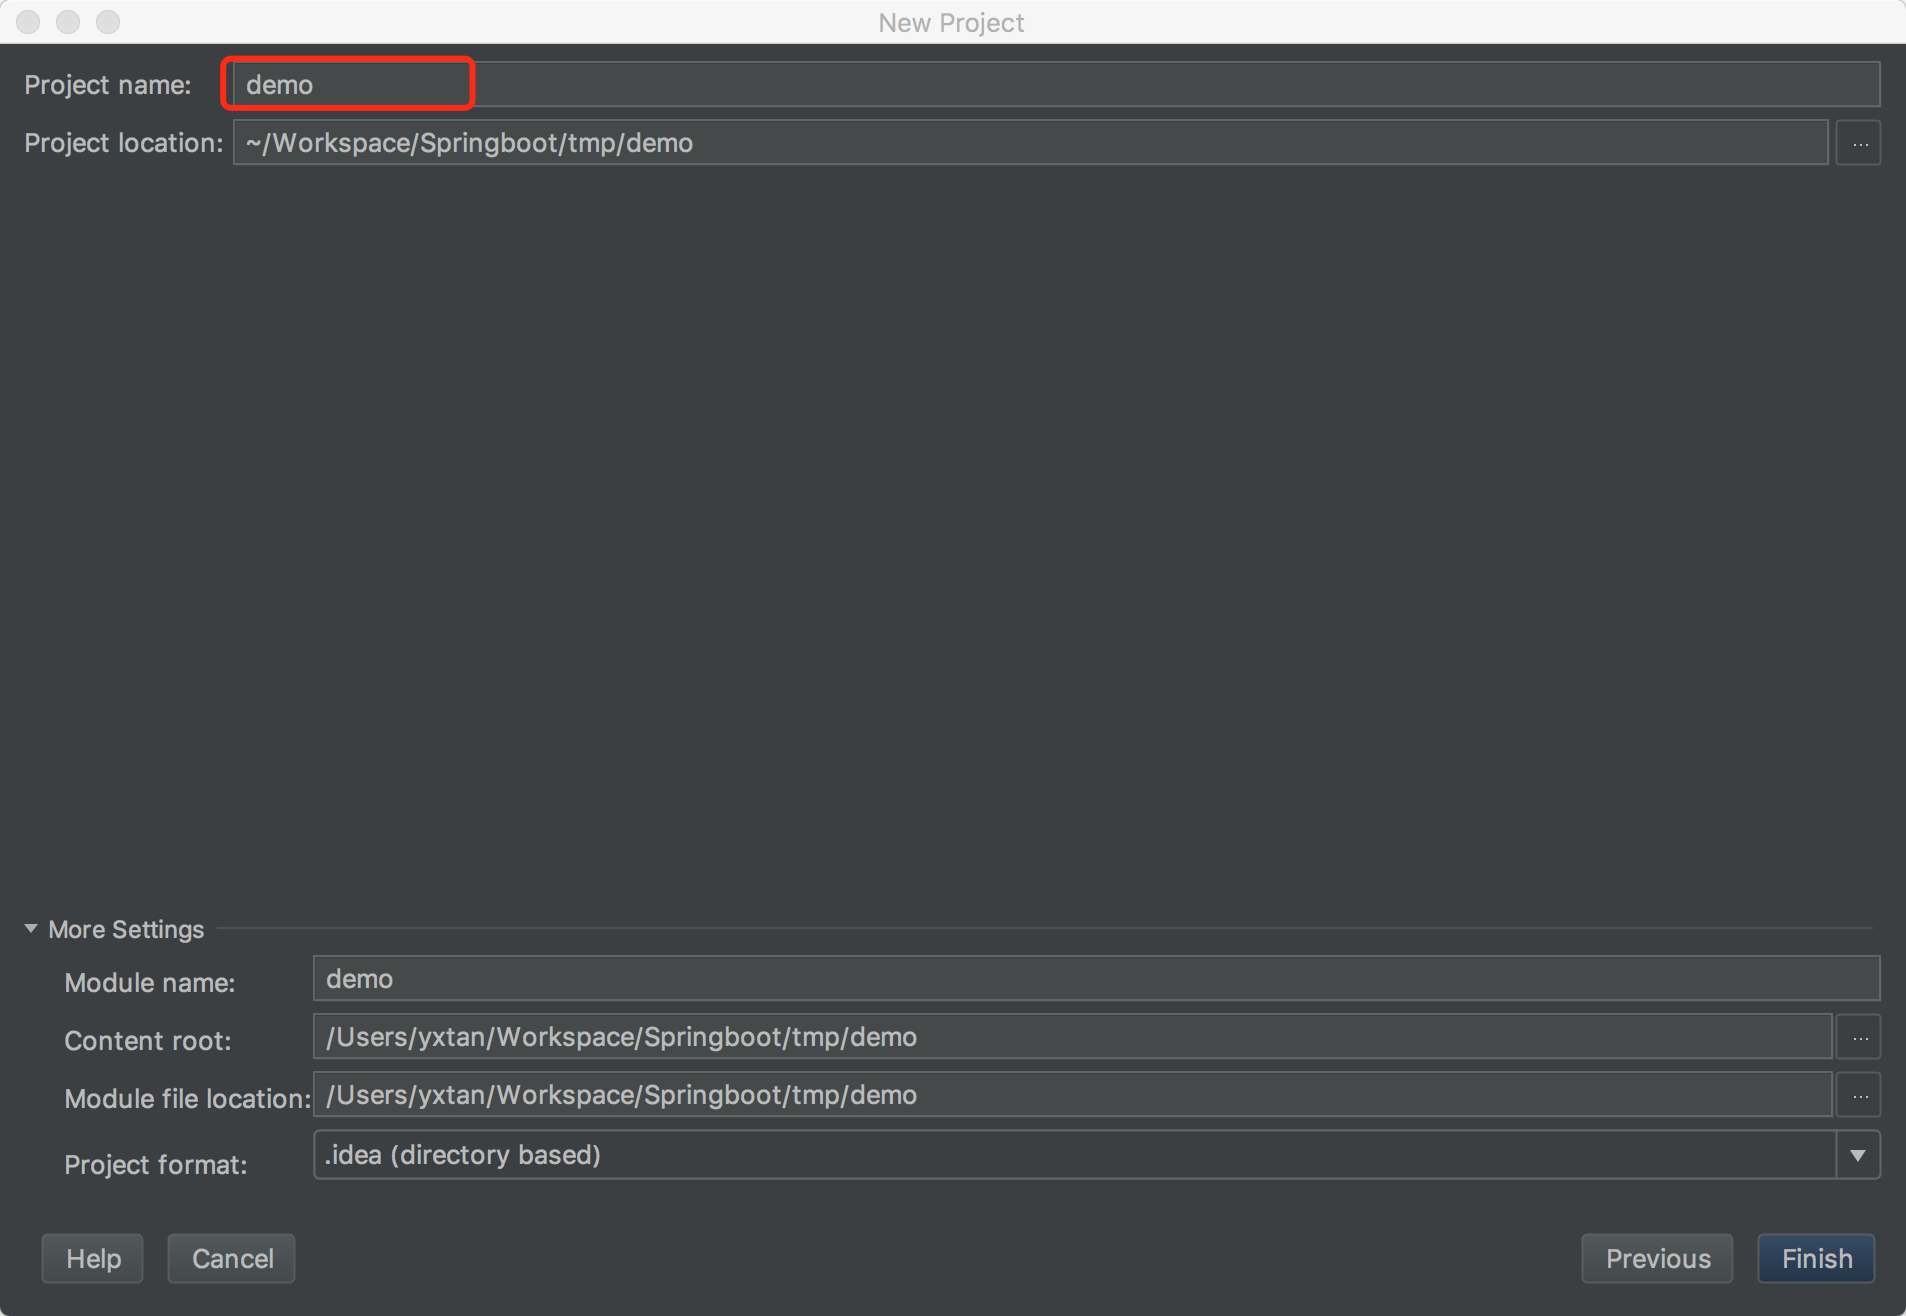 New Project
Project name: demo
Project location: ~/Workspace/Springboot/tmp/demo ...
More Settings
Module name: demo
Content root: /Users/yxtan/Workspace/Springboot/tmp/demo ...
Module file location: /Users/yxtan/Workspace/Springboot/tmp/demo ...
Project format: .idea (directory based)
Help Cancel Previous Finish